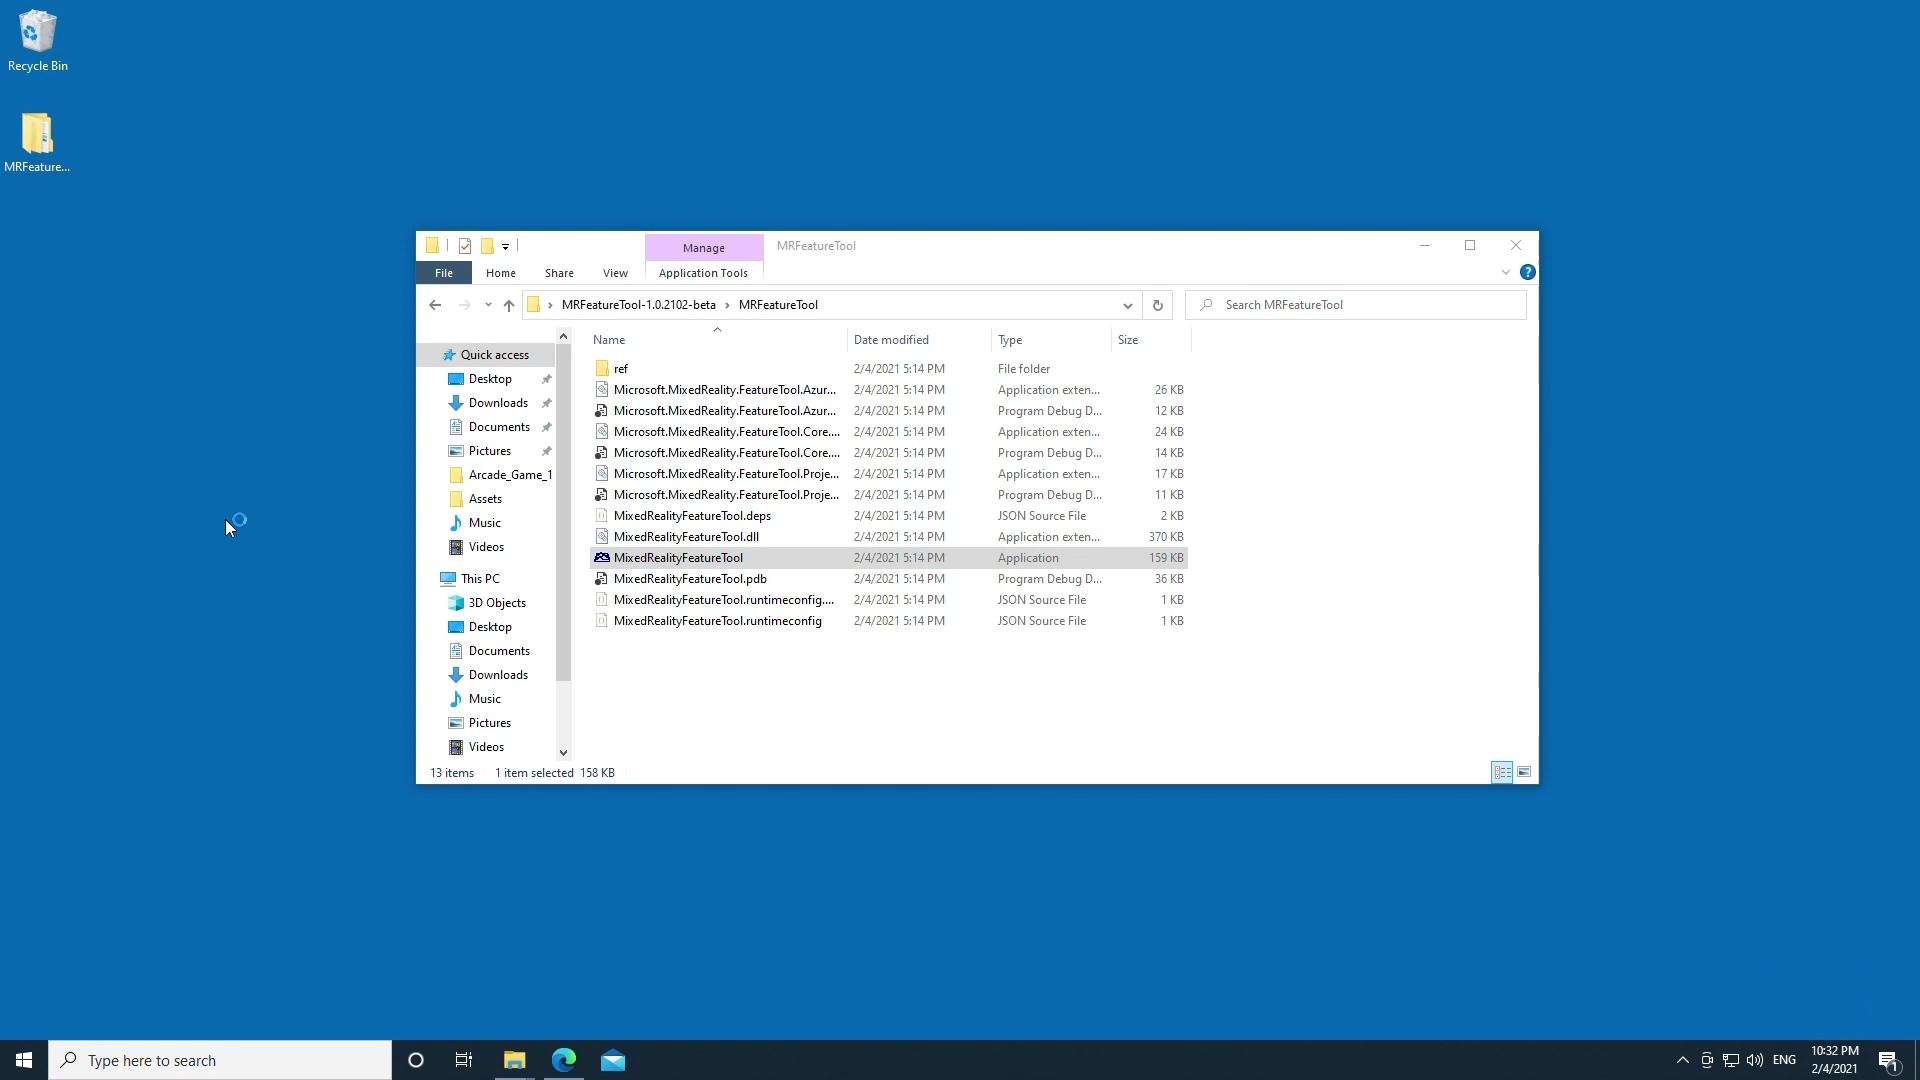 Recycle Bin
MRFeature...
Manage
MRFeatureTool
File
Home
Share
View
Application Tools
?
MRFeatureTool-1.0.2102-beta
MRFeatureTool
Search MRFeatureTool
Quick access
Desktop
Downloads
Documents
Pictures
Arcade_Game_1
Assets
Music
Videos
This PC
3D Objects
Desktop
Documents
Downloads
Music
Pictures
Videos
Name Date modified Type Size
ref 2/4/2021 5:14 PM File folder
Microsoft.MixedReality.FeatureTool.Azur... 2/4/2021 5:14 PM Application exten... 26 KB
Microsoft.MixedReality.FeatureTool.Azur... 2/4/2021 5:14 PM Program Debug D... 12 KB
Microsoft.MixedReality.FeatureTool.Core.... 2/4/2021 5:14 PM Application exten... 24 KB
Microsoft.MixedReality.FeatureTool.Core.... 2/4/2021 5:14 PM Program Debug D... 14 KB
Microsoft.MixedReality.FeatureTool.Proje... 2/4/2021 5:14 PM Application exten... 17 KB
Microsoft.MixedReality.FeatureTool.Proje... 2/4/2021 5:14 PM Program Debug D... 11 KB
MixedRealityFeatureTool.deps 2/4/2021 5:14 PM JSON Source File 2 KB
MixedRealityFeatureTool.dll 2/4/2021 5:14 PM Application exten... 370 KB
MixedRealityFeatureTool 2/4/2021 5:14 PM Application 159 KB
MixedRealityFeatureTool.pdb 2/4/2021 5:14 PM Program Debug D... 36 KB
MixedRealityFeatureTool.runtimeconfig.... 2/4/2021 5:14 PM JSON Source File 1 KB
MixedRealityFeatureTool.runtimeconfig 2/4/2021 5:14 PM JSON Source File 1 KB
13 items 1 item selected 158 KB
Type here to search
ENG
10:32 PM
2/4/2021
1